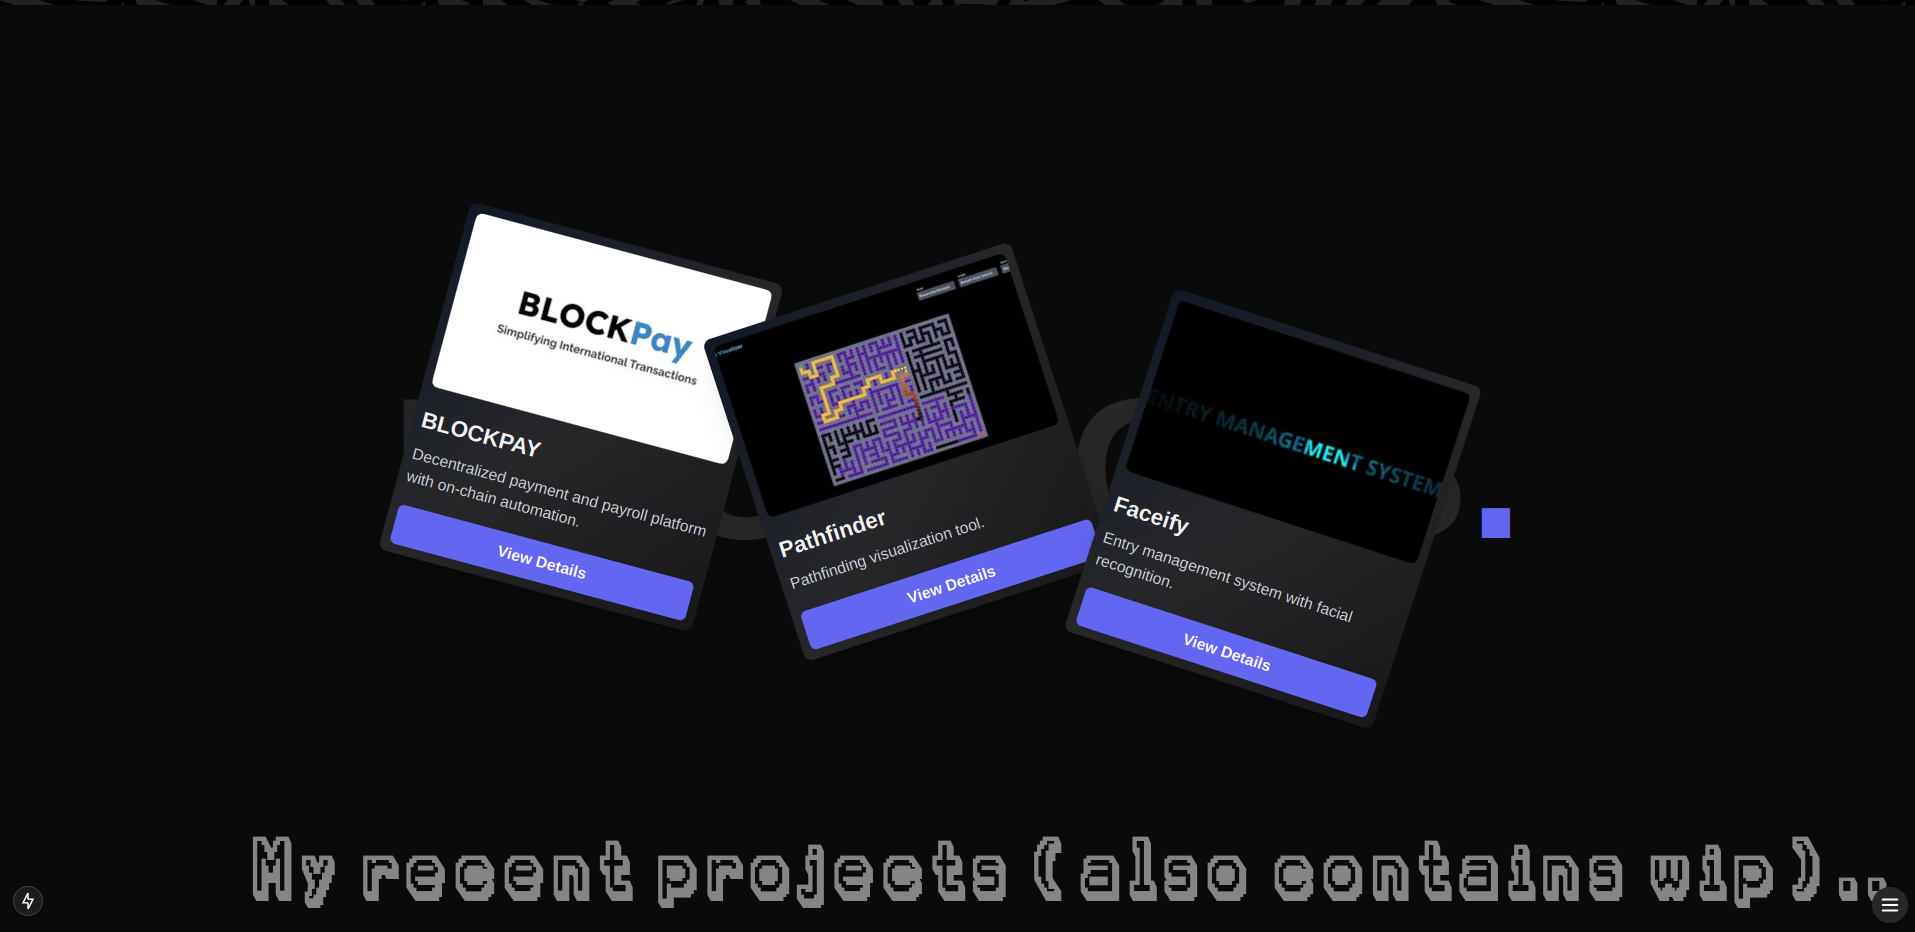 BLOCKPay
Simplifying International Transactions
BLOCKPAY
Decentralized payment and payroll platform
with on-chain automation.
View Details
Visualizer
Pathfinder
Pathfinding visualization tool.
View Details
ENTRY MANAGEMENT SYSTEM
Faceify
Entry management system with facial
recognition.
View Details
My recent projects (also contains wip)..